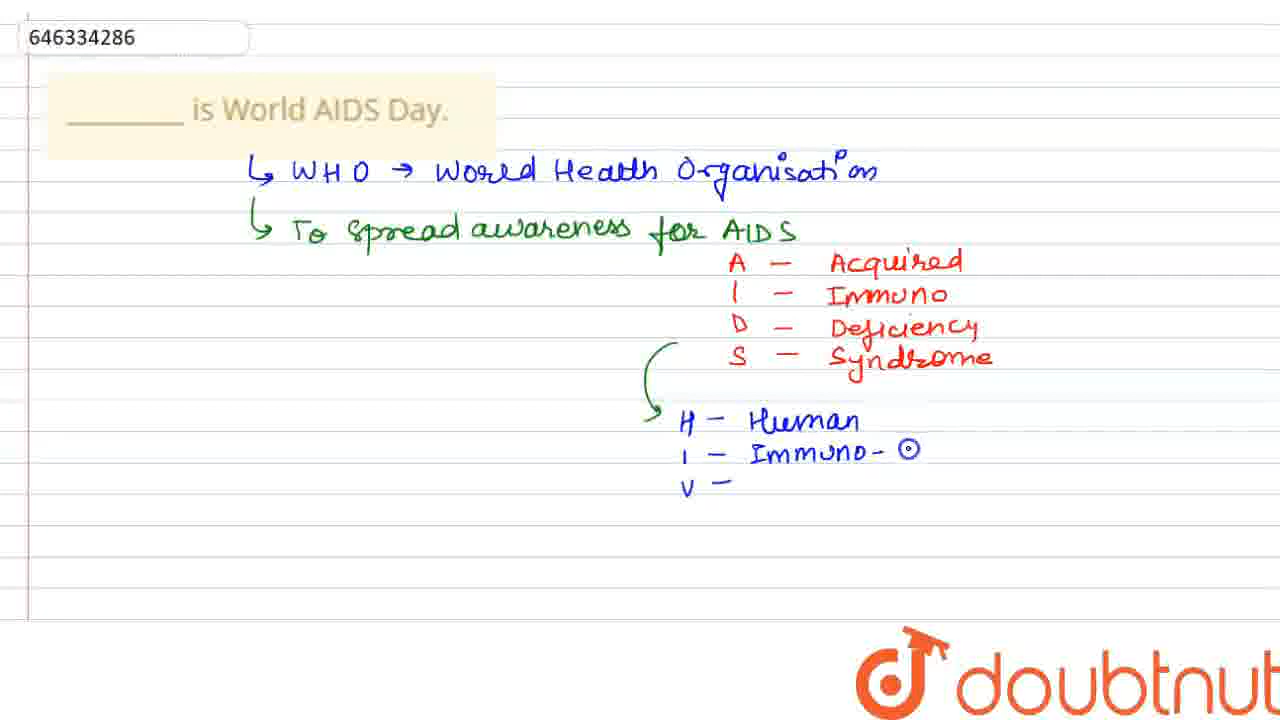 646334286
________ is World AIDS Day.
↳ WHO → World Health Organisation
↳ To spread awareness for AIDS
A — Acquired
I — Immuno
D — Deficiency
S — Syndrome
H — Human
I — Immuno-
V —
doubtnut